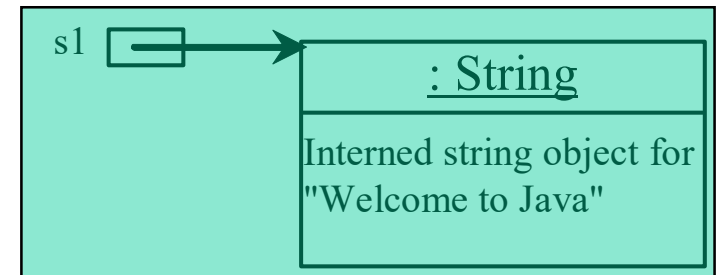 s1
: String
Interned string object for
"Welcome to Java"